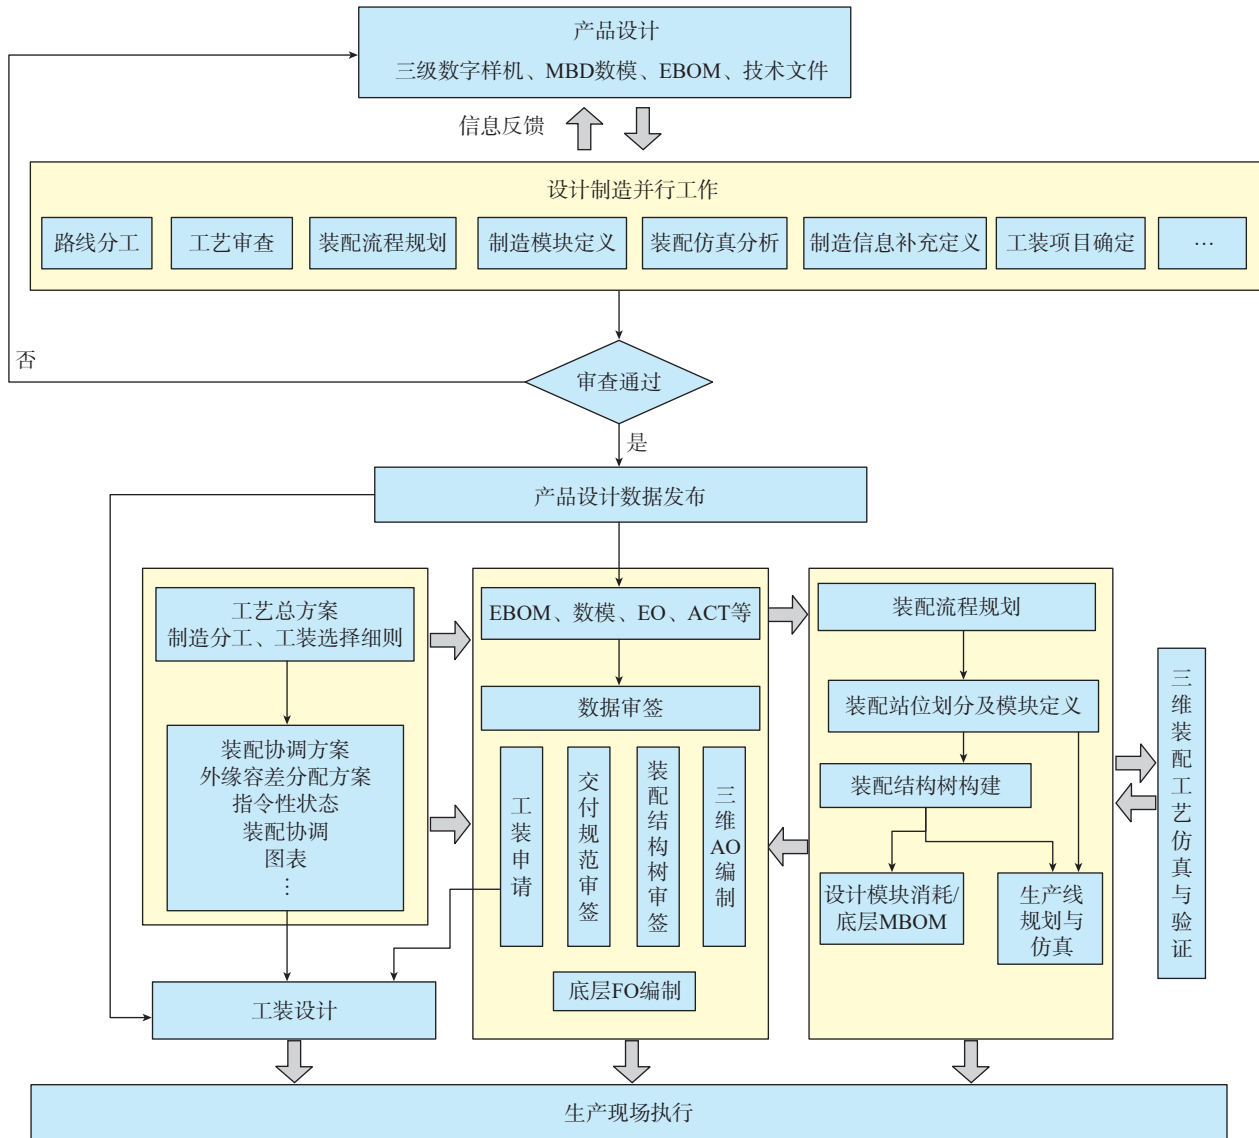 产品设计
三级数字样机、MBD数模、EBOM、技术文件
信息反馈
设计制造并行工作
路线分工
工艺审查
装配流程规划
制造模块定义
装配仿真分析
制造信息补充定义
工装项目确定
…
否
审查通过
是
产品设计数据发布
工艺总方案
制造分工、工装选择细则
装配协调方案
外缘容差分配方案
指令性状态
装配协调
图表
⋮
工装设计
EBOM、数模、EO、ACT等
数据审签
工装申请
交付规范审签
装配结构树审签
三维AO编制
底层FO编制
装配流程规划
装配站位划分及模块定义
装配结构树构建
设计模块消耗/
底层MBOM
生产线
规划与
仿真
三维装配工艺仿真与验证
生产现场执行